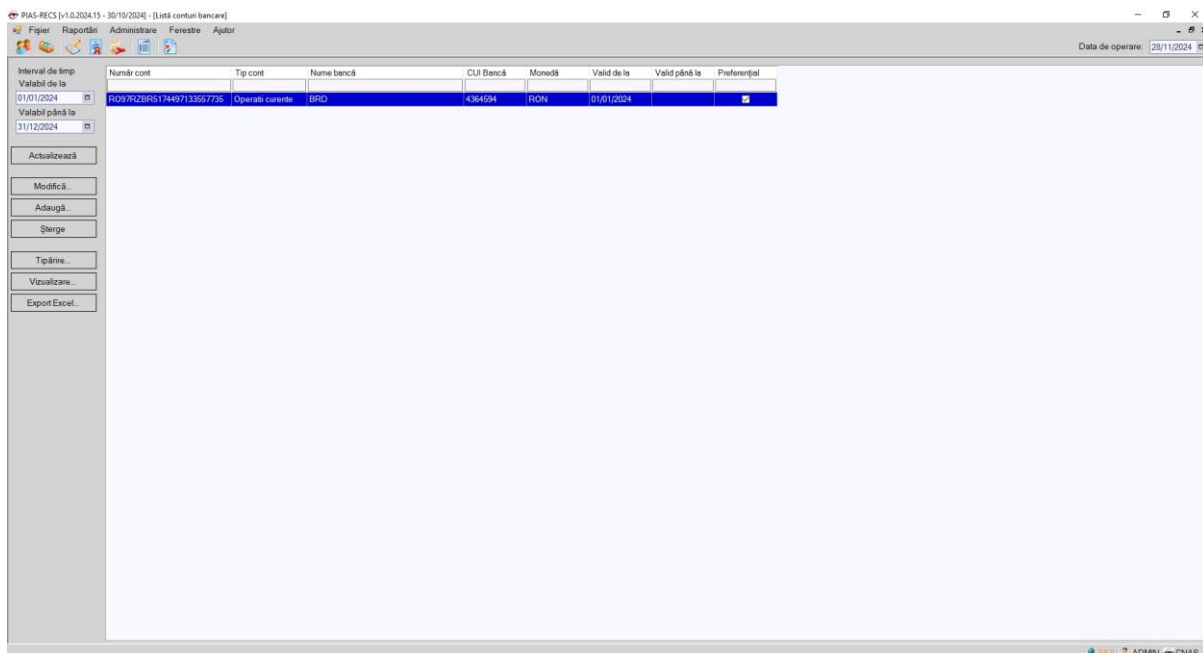 PIAS-RECS [v1.0.2024.15 - 30/10/2024] - [Listă conturi bancare]
Fișier Raportări Administrare Ferestre Ajutor
Data de operare: 28/11/2024
Interval de timp
Valabil de la
01/01/2024
Valabil până la
31/12/2024
Actualizează
Modifică...
Adaugă...
Șterge
Tipărire...
Vizualizare...
Export Excel...
Număr cont Tip cont Nume bancă CUI Bancă Monedă Valid de la Valid până la Preferențial
RO97RZBR5174497133557735 Operatii curente BRD 4364594 RON 01/01/2024
ADMIN CNAS